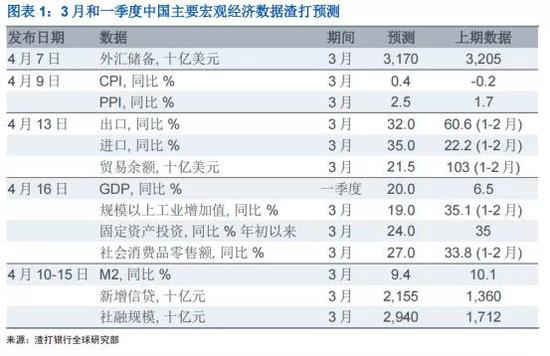 图表 1：3 月和一季度中国主要宏观经济数据渣打预测
发布日期 数据 期间 预测 上期数据
4 月 7 日 外汇储备，十亿美元 3 月 3,170 3,205
4 月 9 日 CPI, 同比 % 3 月 0.4 -0.2
PPI, 同比 % 3 月 2.5 1.7
4 月 13 日 出口，同比 % 3 月 32.0 60.6 (1-2 月)
进口，同比 % 3 月 35.0 22.2 (1-2 月)
贸易余额，十亿美元 3 月 21.5 103 (1-2 月)
4 月 16 日 GDP, 同比 % 一季度 20.0 6.5
规模以上工业增加值，同比 % 3 月 19.0 35.1 (1-2 月)
固定资产投资，同比 % 年初以来 3 月 24.0 35
社会消费品零售额，同比 % 3 月 27.0 33.8 (1-2 月)
4 月 10-15 日 M2, 同比 % 3 月 9.4 10.1
新增信贷，十亿元 3 月 2,155 1,360
社融规模，十亿元 3 月 2,940 1,712
来源：渣打银行全球研究部